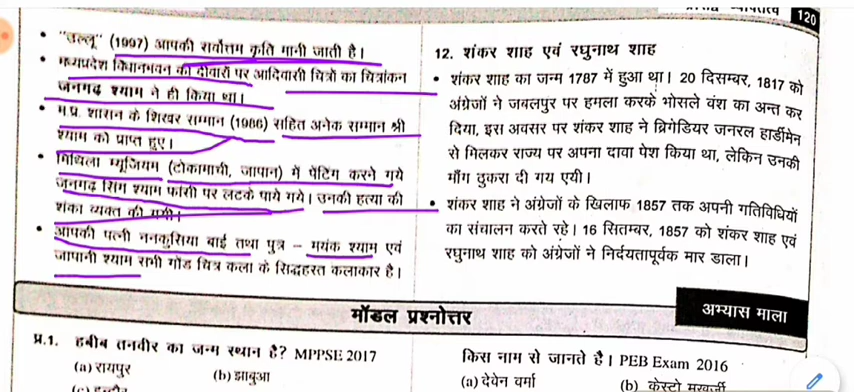 120
• "उल्लू" (1997) आपकी सर्वोत्तम कृति मानी जाती है।
• मध्यप्रदेश विधानभवन की दीवारों पर आदिवासी चित्रों का चित्रांकन
जनगढ़ श्याम ने ही किया था।
• म.प्र. शासन के शिखर सम्मान (1986) सहित अनेक सम्मान श्री
श्याम को प्राप्त हुए।
• मिथिला म्यूजियम (टोकामाची, जापान) में पेंटिंग करने गये
जनगढ़ सिंग श्याम फांसी पर लटके पाये गये। उनकी हत्या की
शंका व्यक्त की गयी।
• आपकी पत्नी ननकुसिया बाई तथा पुत्र – मयंक श्याम एवं
जापानी श्याम सभी गोंड चित्र कला के सिद्धहस्त कलाकार है।
12. शंकर शाह एवं रघुनाथ शाह
• शंकर शाह का जन्म 1787 में हुआ था। 20 दिसम्बर, 1817 को
अंग्रेजों ने जबलपुर पर हमला करके भोसले वंश का अन्त कर
दिया, इस अवसर पर शंकर शाह ने ब्रिगेडियर जनरल हार्डीमेन
से मिलकर राज्य पर अपना दावा पेश किया था, लेकिन उनकी
माँग ठुकरा दी गय एयी।
• शंकर शाह ने अंग्रेजों के खिलाफ 1857 तक अपनी गतिविधियों
का संचालन करते रहे। 16 सितम्बर, 1857 को शंकर शाह एवं
रघुनाथ शाह को अंग्रेजों ने निर्दयतापूर्वक मार डाला।
मॉडल प्रश्नोत्तर
अभ्यास माला
प्र.1. हबीब तनवीर का जन्म स्थान है? MPPSE 2017
(a) रायपुर (b) झाबुआ
किस नाम से जानते है। PEB Exam 2016
(a) देवेन वर्मा (b) केस्टो मुखर्जी